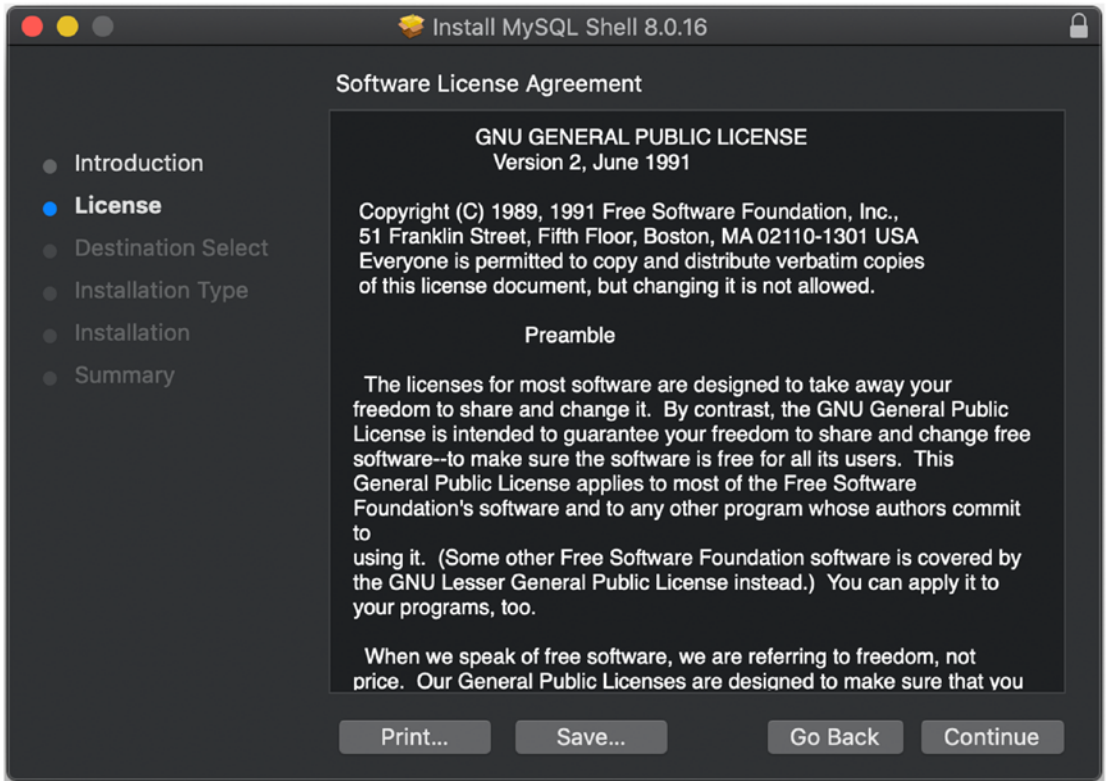 Install MySQL Shell 8.0.16
Software License Agreement
Introduction
License
Destination Select
Installation Type
Installation
Summary
GNU GENERAL PUBLIC LICENSE
Version 2, June 1991
Copyright (C) 1989, 1991 Free Software Foundation, Inc.,
51 Franklin Street, Fifth Floor, Boston, MA 02110-1301 USA
Everyone is permitted to copy and distribute verbatim copies
of this license document, but changing it is not allowed.
Preamble
The licenses for most software are designed to take away your
freedom to share and change it.  By contrast, the GNU General Public
License is intended to guarantee your freedom to share and change free
software--to make sure the software is free for all its users.  This
General Public License applies to most of the Free Software
Foundation's software and to any other program whose authors commit
to
using it.  (Some other Free Software Foundation software is covered by
the GNU Lesser General Public License instead.)  You can apply it to
your programs, too.
When we speak of free software, we are referring to freedom, not
price.  Our General Public Licenses are designed to make sure that you
Print...
Save...
Go Back
Continue